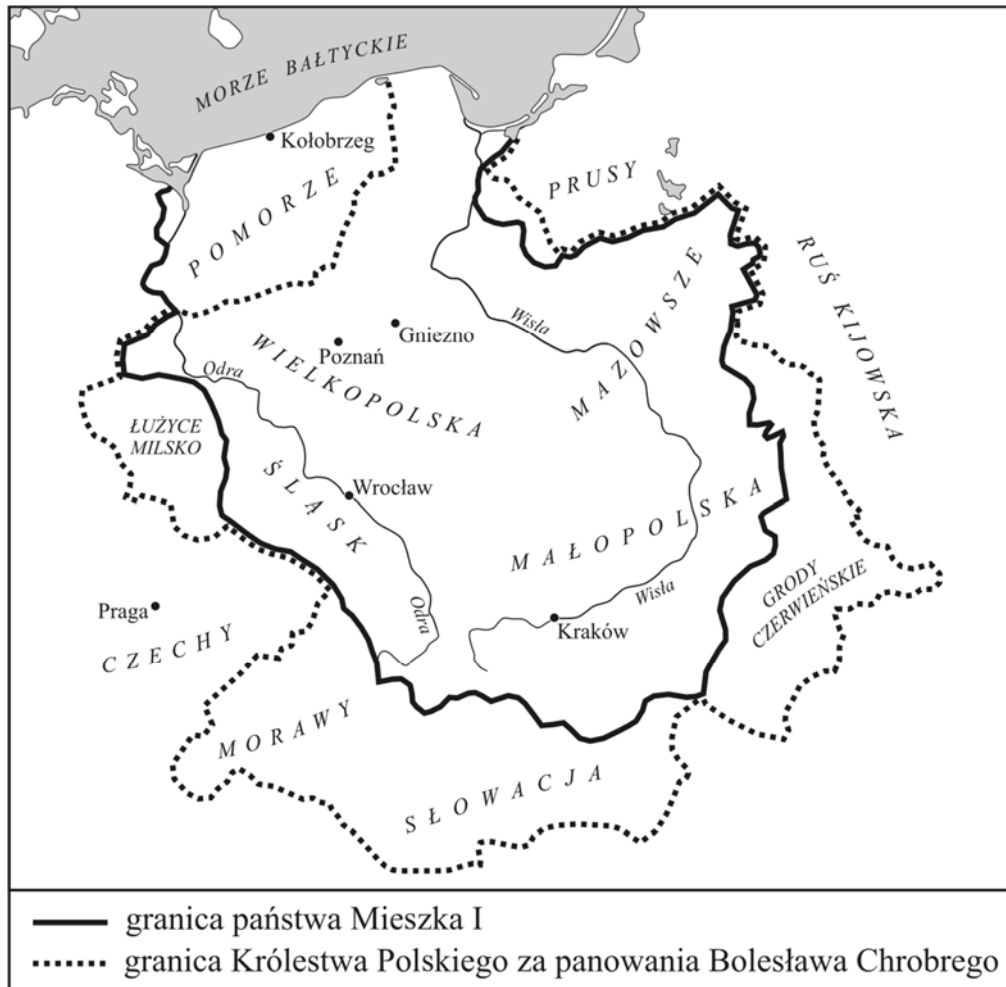 MORZE BAŁTYCKIE
Kołobrzeg
POMORZE
PRUSY
RUŚ KIJOWSKA
Gniezno
Poznań
Wisła
MAZOWSZE
Odra
WIELKOPOLSKA
ŁUŻYCE
MILSKO
ŚLĄSK
Wrocław
MAŁOPOLSKA
GRODY
CZERWIEŃSKIE
Praga
CZECHY
Odra
Wisła
Kraków
MORAWY
SŁOWACJA
granica państwa Mieszka I
granica Królestwa Polskiego za panowania Bolesława Chrobrego